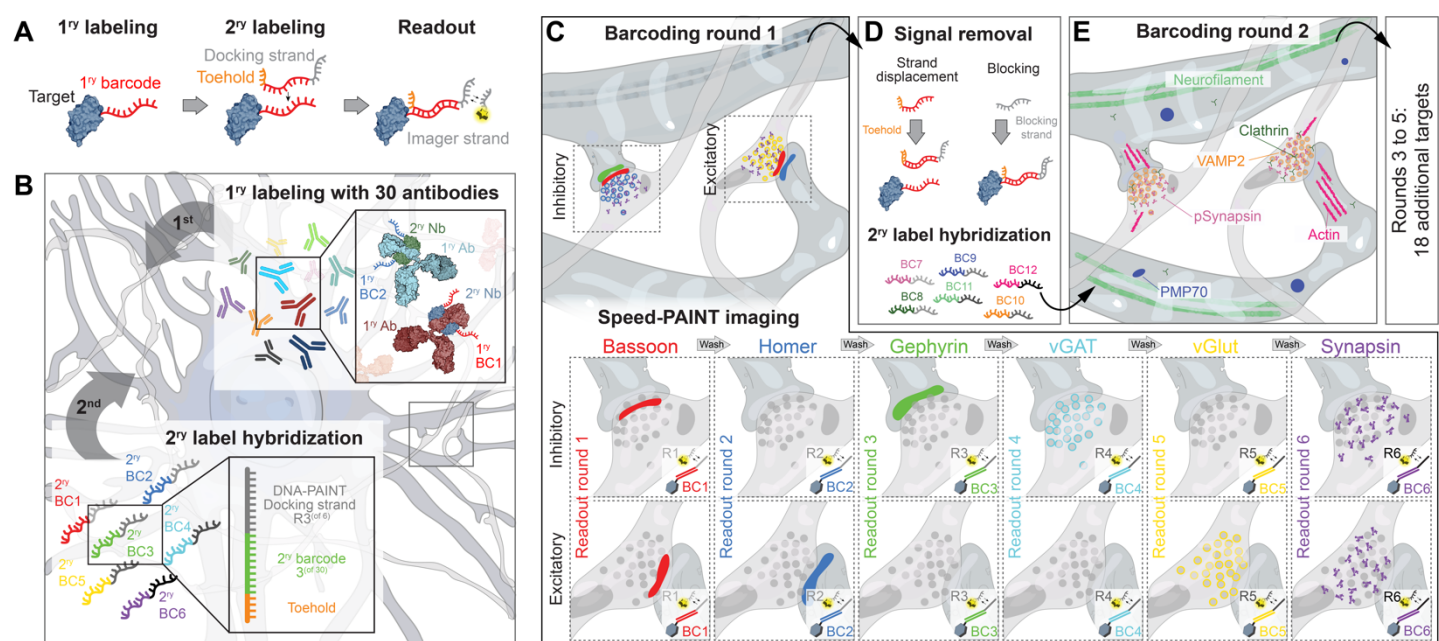 A
1ry labeling
2ry labeling
Readout
1ry barcode
Target
Docking strand
Toehold
Imager strand
B
1ry labeling with 30 antibodies
1st
2nd
2ry Nb
1ry Ab
1ry
BC2
2ry Nb
1ry Ab
1ry
BC1
2ry label hybridization
2ry
BC1
2ry
BC2
2ry
BC3
2ry
BC4
2ry
BC5
2ry
BC6
DNA-PAINT
Docking strand
R3(of 6)
2ry barcode
3(of 30)
Toehold
C
Barcoding round 1
Inhibitory
Excitatory
D
Signal removal
Strand
displacement
Blocking
Toehold
Blocking
strand
2ry label hybridization
BC7
BC9
BC12
BC11
BC8
BC10
E
Barcoding round 2
Neurofilament
Clathrin
VAMP2
pSynapsin
Actin
PMP70
Rounds 3 to 5:
18 additional targets
Speed-PAINT imaging
Bassoon
Wash
Homer
Wash
Gephyrin
Wash
vGAT
Wash
vGlut
Wash
Synapsin
Inhibitory
Excitatory
Readout round 1
Readout round 2
Readout round 3
Readout round 4
Readout round 5
Readout round 6
R1
BC1
R2
BC2
R3
BC3
R4
BC4
R5
BC5
R6
BC6
R1
BC1
R2
BC2
R3
BC3
R4
BC4
R5
BC5
R6
BC6